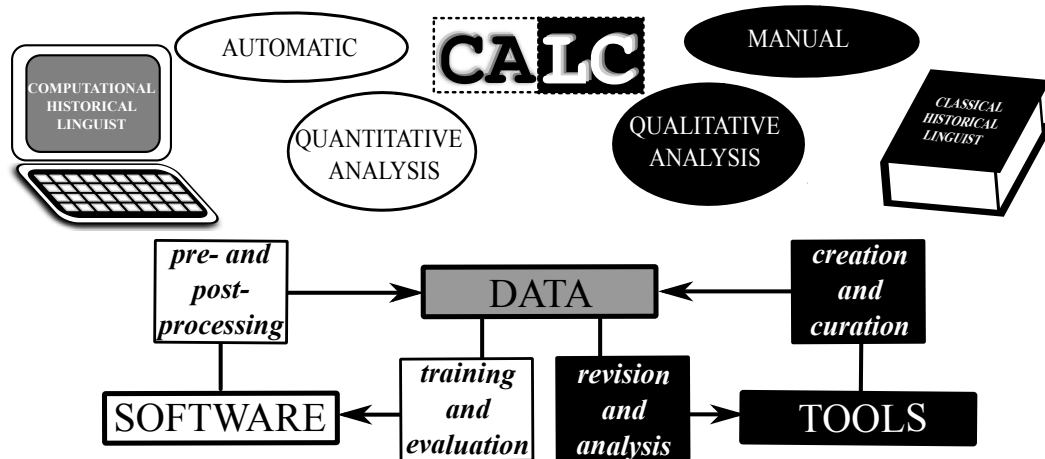 AUTOMATIC
CALC
MANUAL
COMPUTATIONAL
HISTORICAL
LINGUIST
QUANTITATIVE
ANALYSIS
QUALITATIVE
ANALYSIS
CLASSICAL
HISTORICAL
LINGUIST
pre- and
post-
processing
DATA
creation
and
curation
training
and
evaluation
revision
and
analysis
SOFTWARE
TOOLS